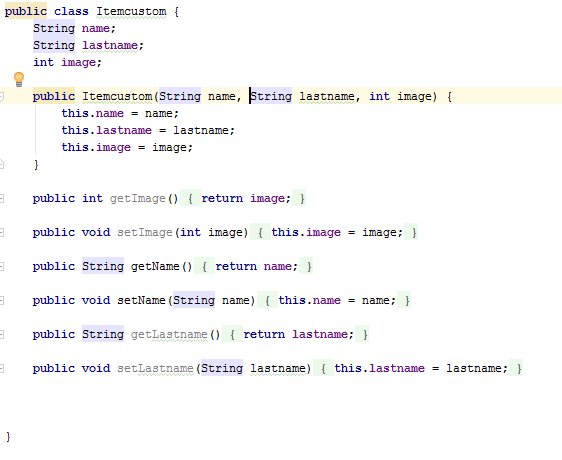 public class Itemcustom {
String name;
String lastname;
int image;
public Itemcustom(String name, String lastname, int image) {
this.name = name;
this.lastname = lastname;
this.image = image;
}
public int getImage() { return image; }
public void setImage(int image) { this.image = image; }
public String getName() { return name; }
public void setName(String name) { this.name = name; }
public String getLastname() { return lastname; }
public void setLastname(String lastname) { this.lastname = lastname; }
}